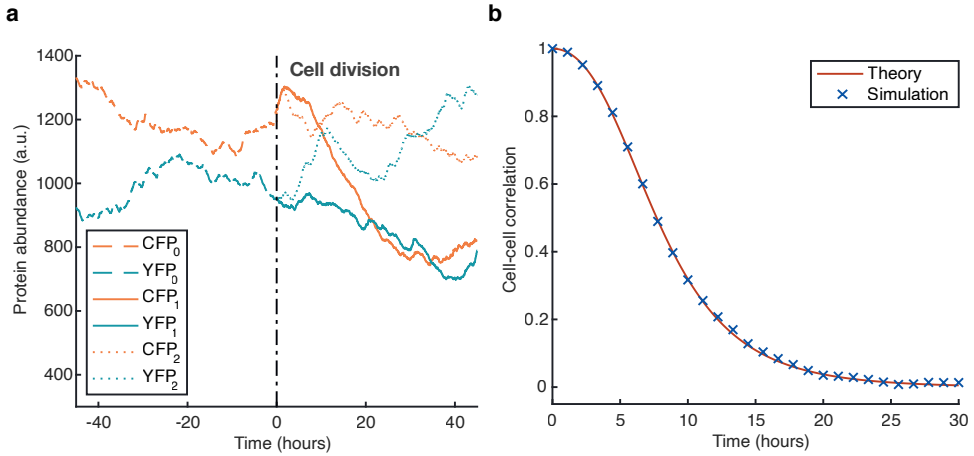 a
Cell division
Protein abundance (a.u.)
1400
1200
1000
800
600
400
CFP0
YFP0
CFP1
YFP1
CFP2
YFP2
-40
-20
0
20
40
Time (hours)
b
Cell-cell correlation
1
0.8
0.6
0.4
0.2
0
Theory
Simulation
0
5
10
15
20
25
30
Time (hours)